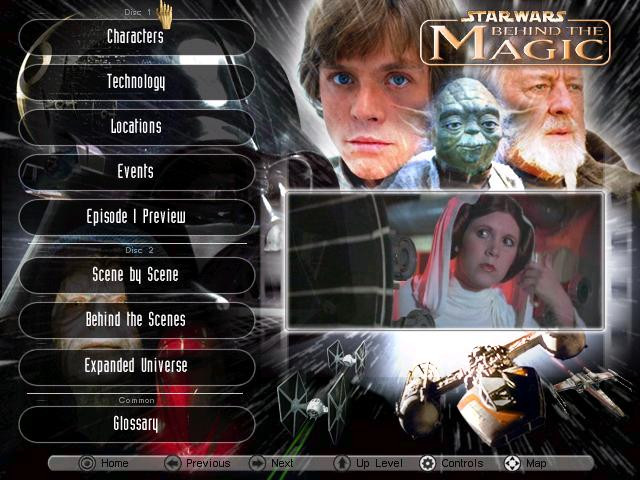 Disc 1
Characters
Technology
Locations
Events
Episode I Preview
Disc 2
Scene by Scene
Behind the Scenes
Expanded Universe
Common
Glossary
STAR WARS
BEHIND THE
MAGIC
Home Previous Next Up Level Controls Map